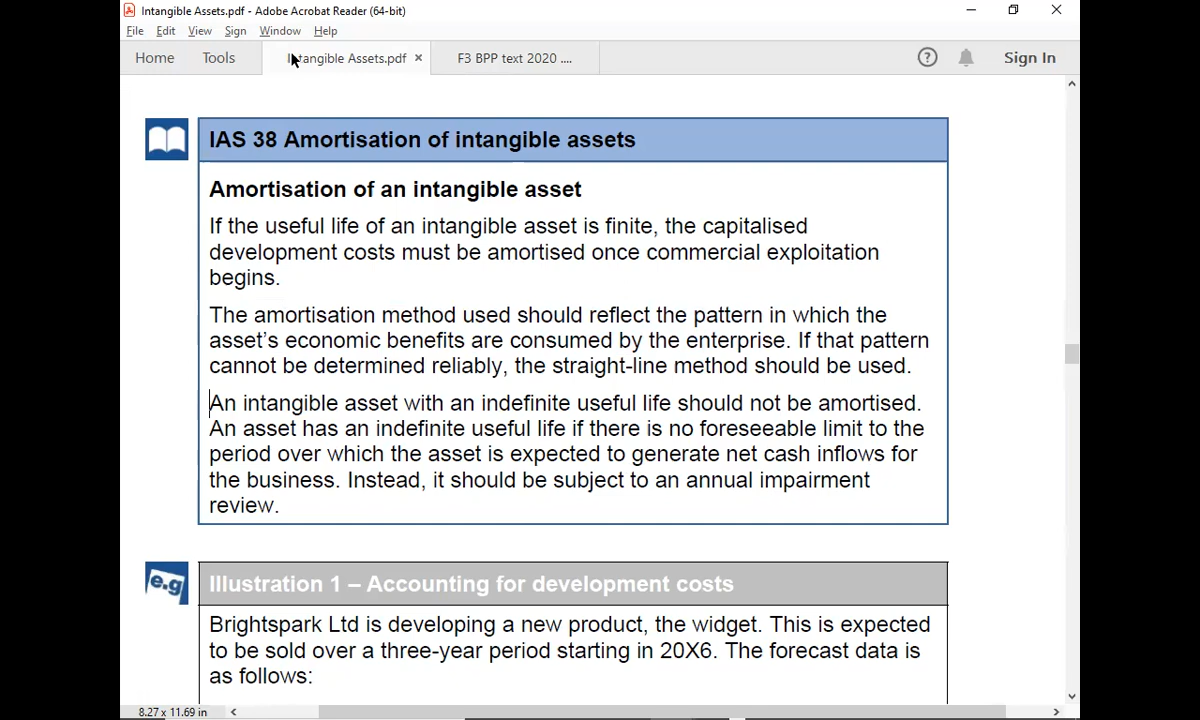 Intangible Assets.pdf - Adobe Acrobat Reader (64-bit)
File Edit View Sign Window Help
Home Tools Intangible Assets.pdf × F3 BPP text 2020 .... ? Sign In
IAS 38 Amortisation of intangible assets
Amortisation of an intangible asset
If the useful life of an intangible asset is finite, the capitalised
development costs must be amortised once commercial exploitation
begins.
The amortisation method used should reflect the pattern in which the
asset's economic benefits are consumed by the enterprise. If that pattern
cannot be determined reliably, the straight-line method should be used.
An intangible asset with an indefinite useful life should not be amortised.
An asset has an indefinite useful life if there is no foreseeable limit to the
period over which the asset is expected to generate net cash inflows for
the business. Instead, it should be subject to an annual impairment
review.
e.g Illustration 1 – Accounting for development costs
Brightspark Ltd is developing a new product, the widget. This is expected
to be sold over a three-year period starting in 20X6. The forecast data is
as follows:
8.27 x 11.69 in